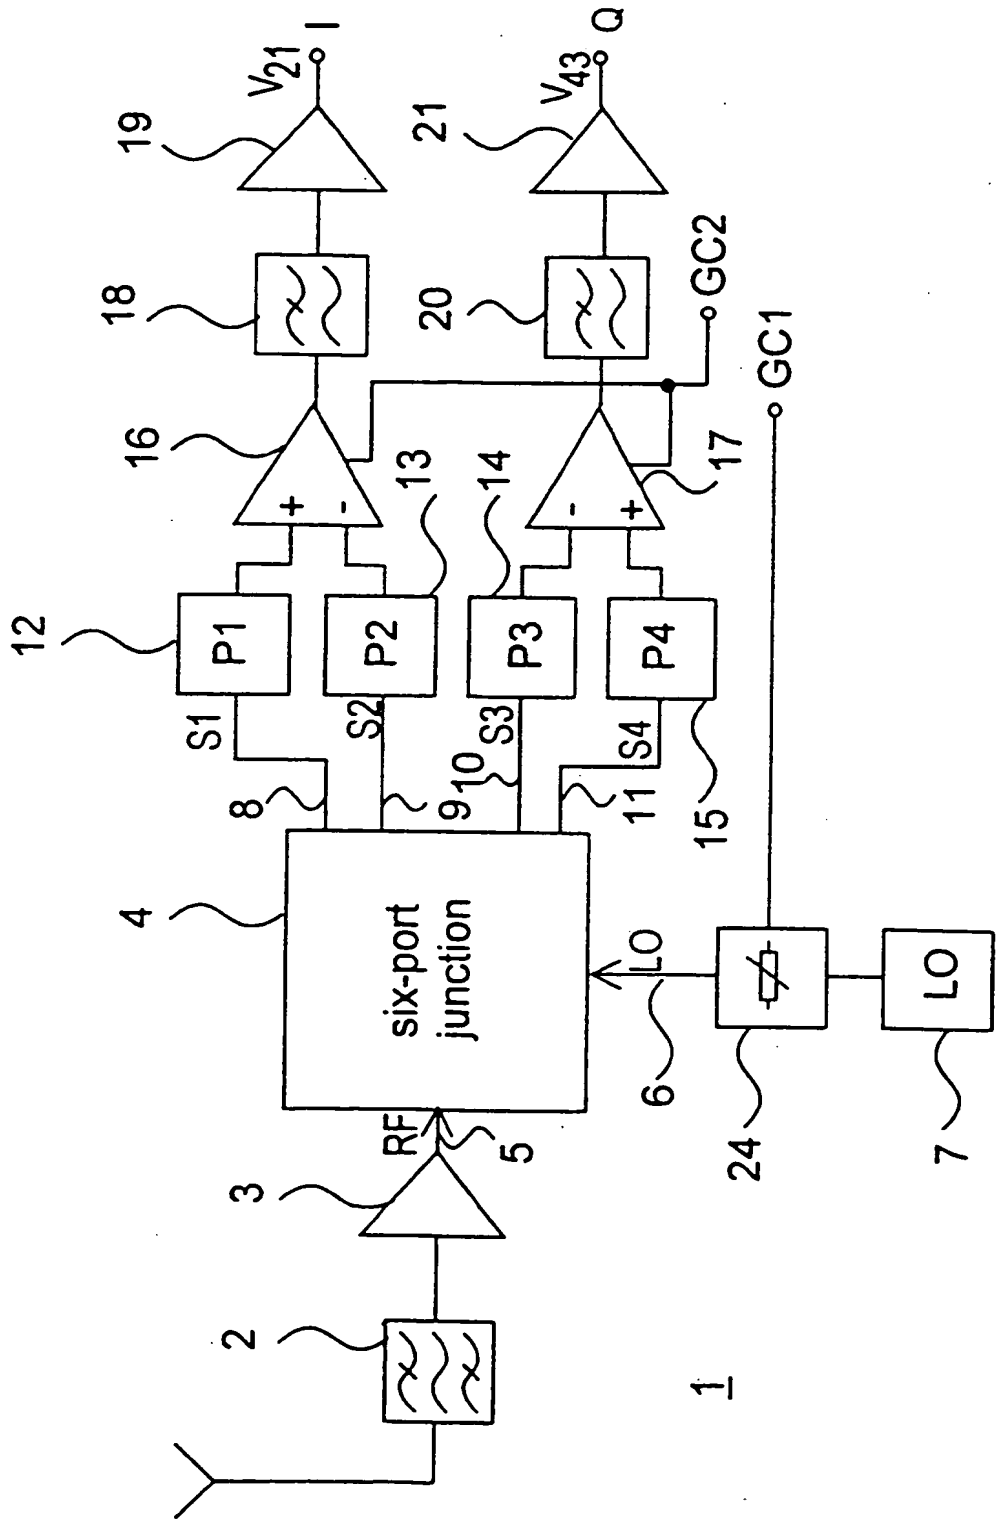 12
S1
P1
8
16
+
-
18
19
V21
I
S2
P2
9
13
4
six-port
junction
10
S3
P3
14
-
+
20
21
V43
Q
11
S4
P4
15
17
GC2
GC1
2
3
RF
5
6
LO
24
LO
7
1